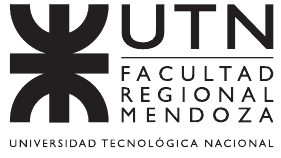 UTN
FACULTAD
REGIONAL
MENDOZA
UNIVERSIDAD TECNOLÓGICA NACIONAL